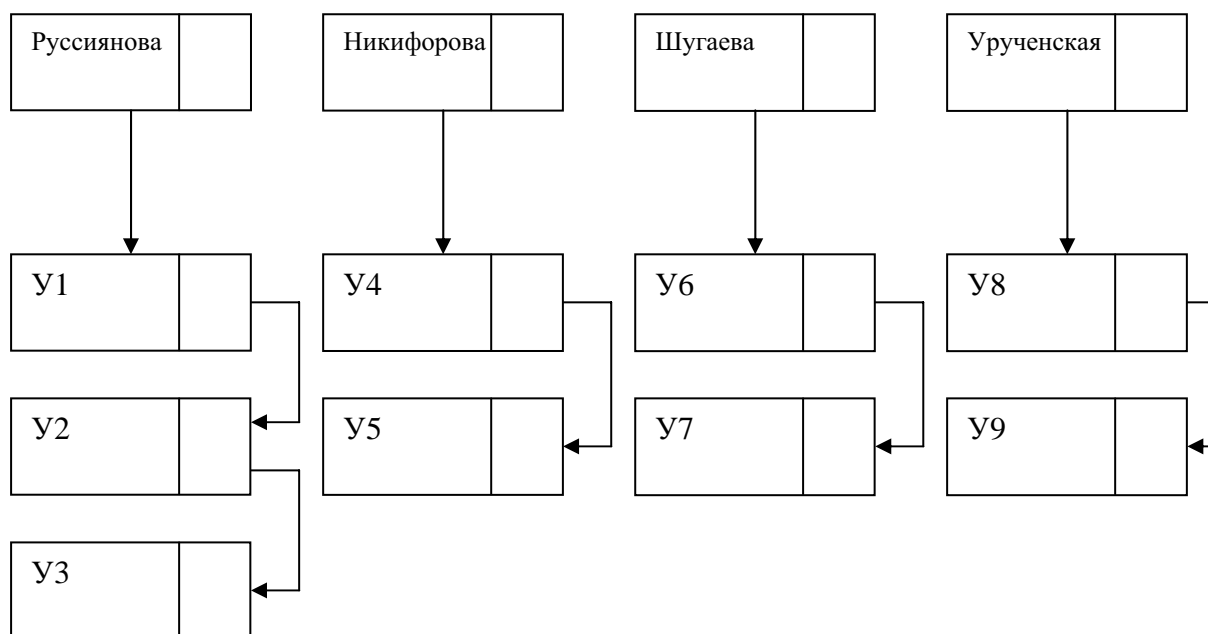 Руссиянова
Никифорова
Шугаева
Урученская
У1
У4
У6
У8
У2
У5
У7
У9
У3